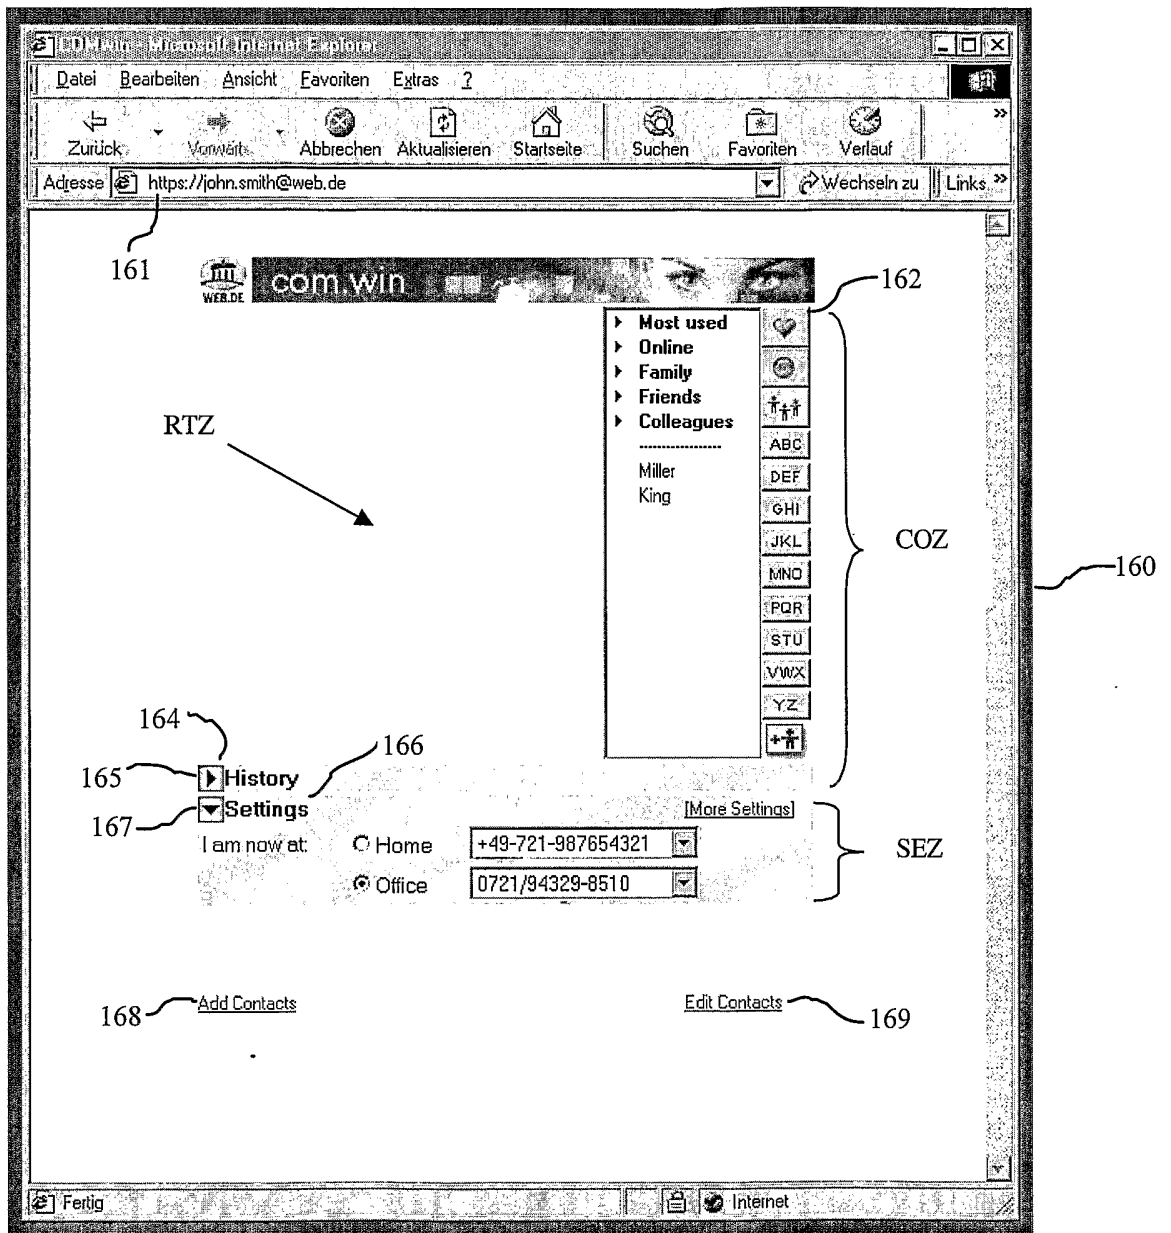 COMwin - Microsoft Internet Explorer
Datei Bearbeiten Ansicht Favoriten Extras ?
Zurück Vorwärts Abbrechen Aktualisieren Startseite Suchen Favoriten Verlauf »
Adresse https://john.smith@web.de Wechseln zu Links »
161
WEB.DE com.win
162
Most used
Online
Family
Friends
Colleagues
-----------------
Miller
King
ABC
DEF
GHI
JKL
MNO
PQR
STU
VWX
YZ
+
RTZ
COZ
160
164
165
History
166
167
Settings [More Settings]
I am now at: Home +49-721-987654321
Office 0721/94329-8510
SEZ
168 Add Contacts Edit Contacts 169
Fertig Internet